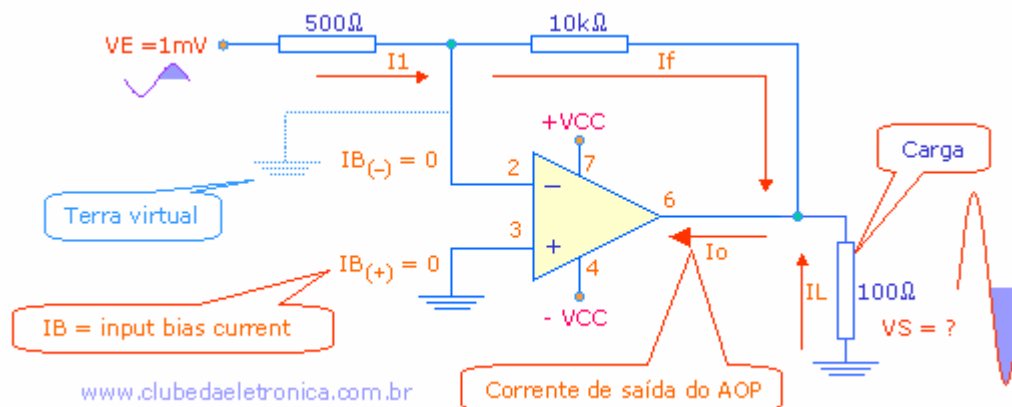 500Ω
10kΩ
VE =1mV
I1
If
+VCC
Carga
IB(-) = 0
7
2
−
6
Terra virtual
3
+
Io
IB(+) = 0
4
IL
100Ω
- VCC
VS = ?
IB = input bias current
www.clubedaeletronica.com.br
Corrente de saída do AOP